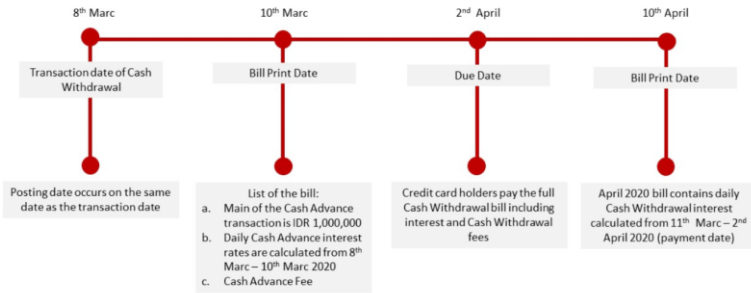 8th Marc
10th Marc
2nd April
10th April
Transaction date of Cash
Withdrawal
Bill Print Date
Due Date
Bill Print Date
Posting date occurs on the same
date as the transaction date
List of the bill:
a. Main of the Cash Advance
transaction is IDR 1,000,000
b. Daily Cash Advance interest
rates are calculated from 8th
Marc – 10th Marc 2020
c. Cash Advance Fee
Credit card holders pay the full
Cash Withdrawal bill including
interest and Cash Withdrawal
fees
April 2020 bill contains daily
Cash Withdrawal interest
calculated from 11th Marc – 2nd
April 2020 (payment date)